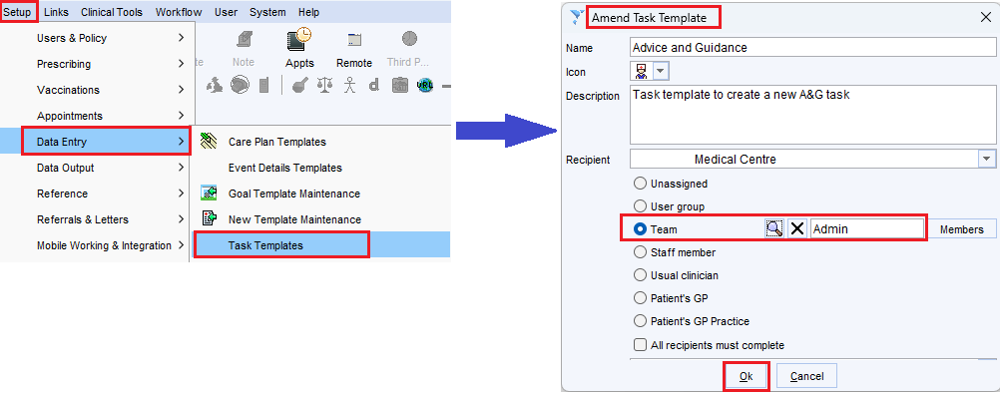 Setup Links Clinical Tools Workflow User System Help
Users & Policy
Prescribing
Vaccinations
Appointments
Data Entry
Data Output
Reference
Referrals & Letters
Mobile Working & Integration
Note Appts Remote Third P...
d URL
Care Plan Templates
Event Details Templates
Goal Template Maintenance
New Template Maintenance
Task Templates
Amend Task Template
Name Advice and Guidance
Icon
Description Task template to create a new A&G task
Recipient Medical Centre
Unassigned
User group
Team Admin Members
Staff member
Usual clinician
Patient's GP
Patient's GP Practice
All recipients must complete
Ok Cancel